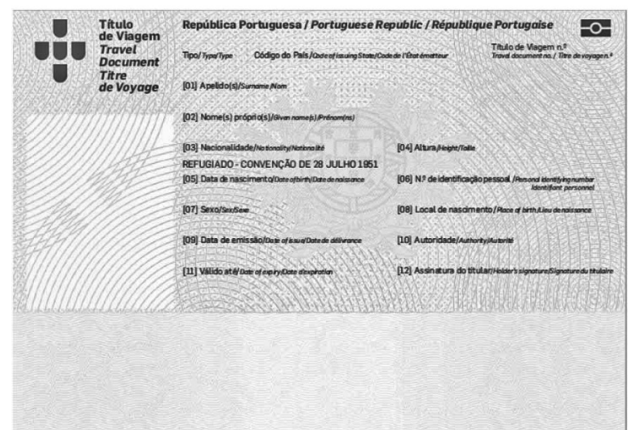 Título
de Viagem
Travel
Document
Titre
de Voyage
República Portuguesa / Portuguese Republic / République Portugaise
Tipo/Type/Type
Código do País/Code of issuing State/Code de l'État émetteur
Título de Viagem n.º
Travel document no. / Titre de voyage n.º
[01] Apelido(s)/Surname/Nom
[02] Nome(s) próprio(s)/Given name(s)/Prénom(ns)
[03] Nacionalidade/Nationality/Nationalité
[04] Altura/Height/Taille
REFUGIADO - CONVENÇÃO DE 28 JULHO 1951
[05] Data de nascimento/Date of birth/Date de naissance
[06] N.º de identificação pessoal /Personal identifying number
Identifiant personnel
[07] Sexo/Sex/Sexe
[08] Local de nascimento/Place of birth/Lieu de naissance
[09] Data de emissão/Date of issue/Date de délivrance
[10] Autoridade/Authority/Autorité
[11] Válido até/Date of expiry/Date d'expiration
[12] Assinatura do titular/Holder's signature/Signature du titulaire